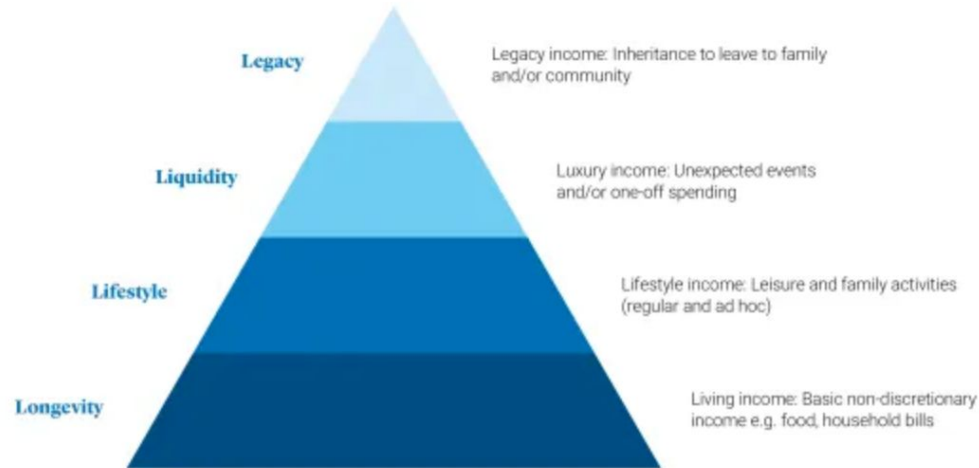 Legacy
Legacy income: Inheritance to leave to family
and/or community
Liquidity
Luxury income: Unexpected events
and/or one-off spending
Lifestyle
Lifestyle income: Leisure and family activities
(regular and ad hoc)
Longevity
Living income: Basic non-discretionary
income e.g. food, household bills